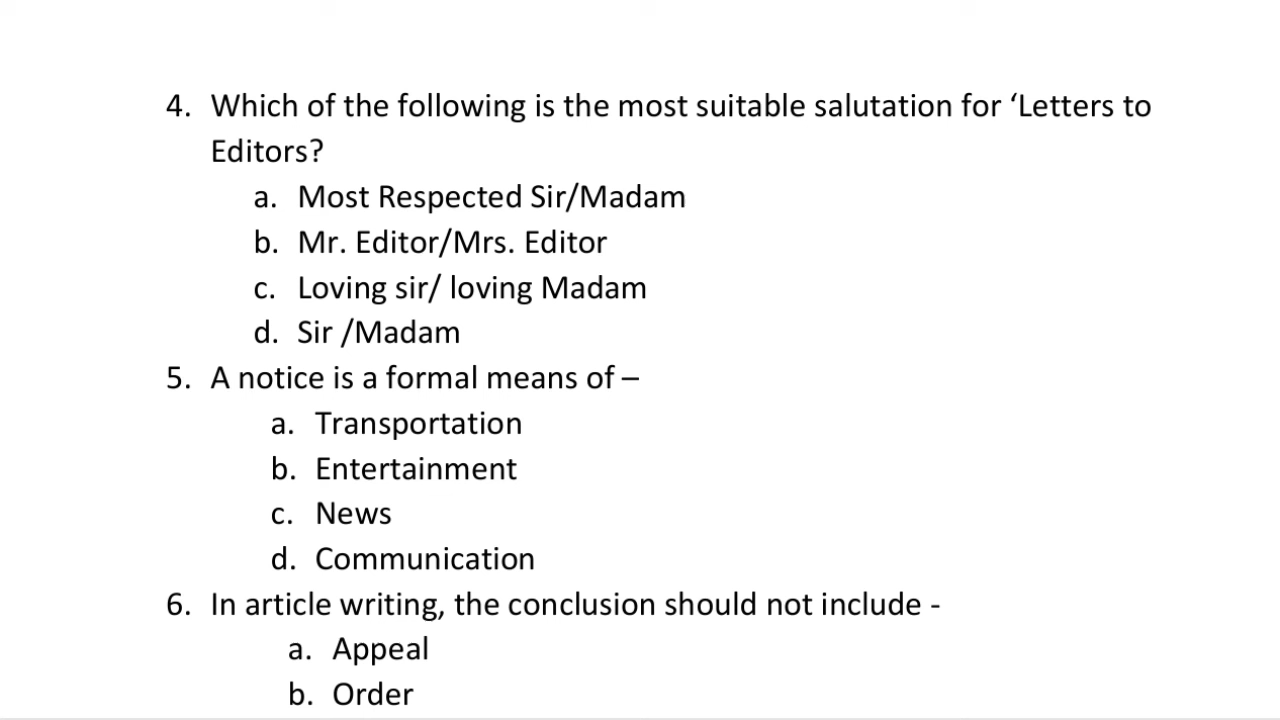 4. Which of the following is the most suitable salutation for ‘Letters to
Editors?
a. Most Respected Sir/Madam
b. Mr. Editor/Mrs. Editor
c. Loving sir/ loving Madam
d. Sir /Madam
5. A notice is a formal means of –
a. Transportation
b. Entertainment
c. News
d. Communication
6. In article writing, the conclusion should not include -
a. Appeal
b. Order